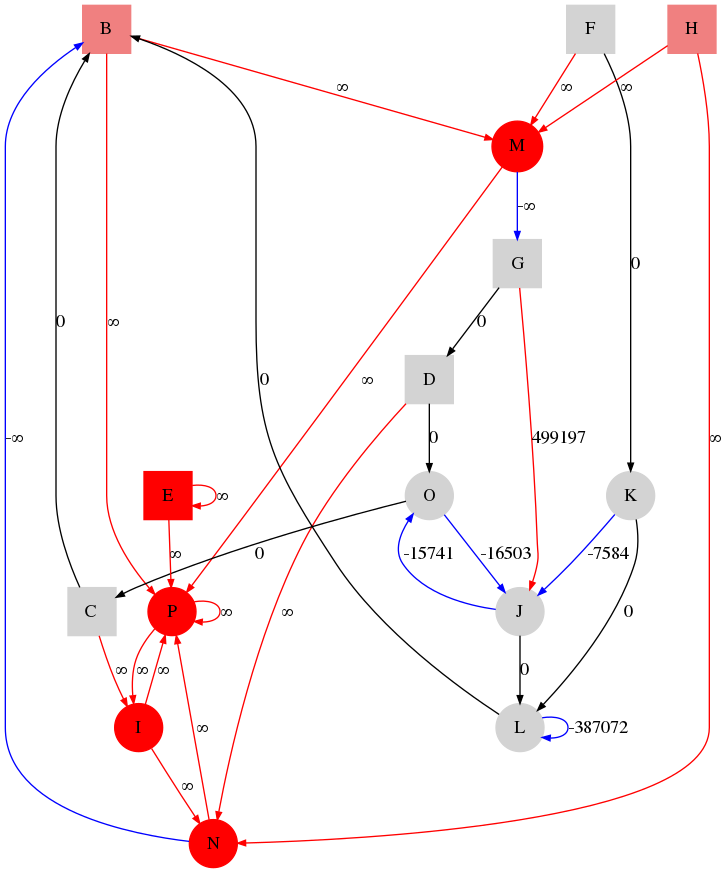 B
F
H
∞
∞
∞
M
-∞
G
0
0
0
∞
∞
D
499197
-∞
0
∞
E
∞
O
K
∞
0
-15741
-16503
-7584
C
P
∞
∞
J
0
∞
∞
∞
0
I
∞
L
-387072
∞
N